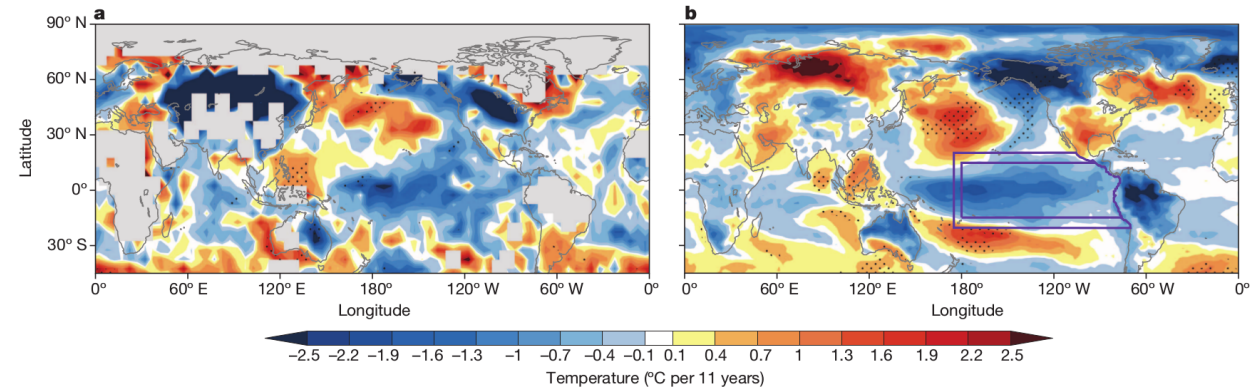 a
b
90° N
60° N
30° N
0°
30° S
Latitude
0° 60° E 120° E 180° 120° W 60° W 0°
Longitude
0° 60° E 120° E 180° 120° W 60° W 0°
Longitude
−2.5 −2.2 −1.9 −1.6 −1.3 −1 −0.7 −0.4 −0.1 0.1 0.4 0.7 1 1.3 1.6 1.9 2.2 2.5
Temperature (°C per 11 years)